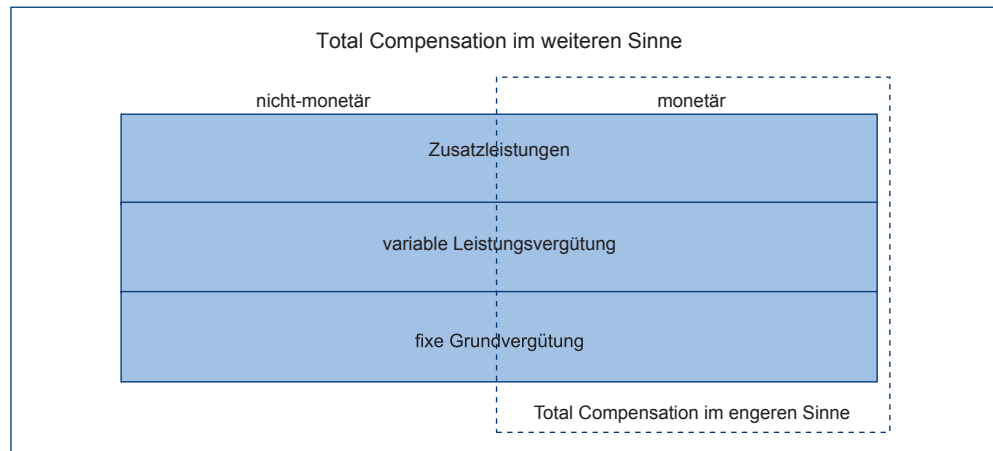 Total Compensation im weiteren Sinne
nicht-monetär
monetär
Zusatzleistungen
variable Leistungsvergütung
fixe Grundvergütung
Total Compensation im engeren Sinne